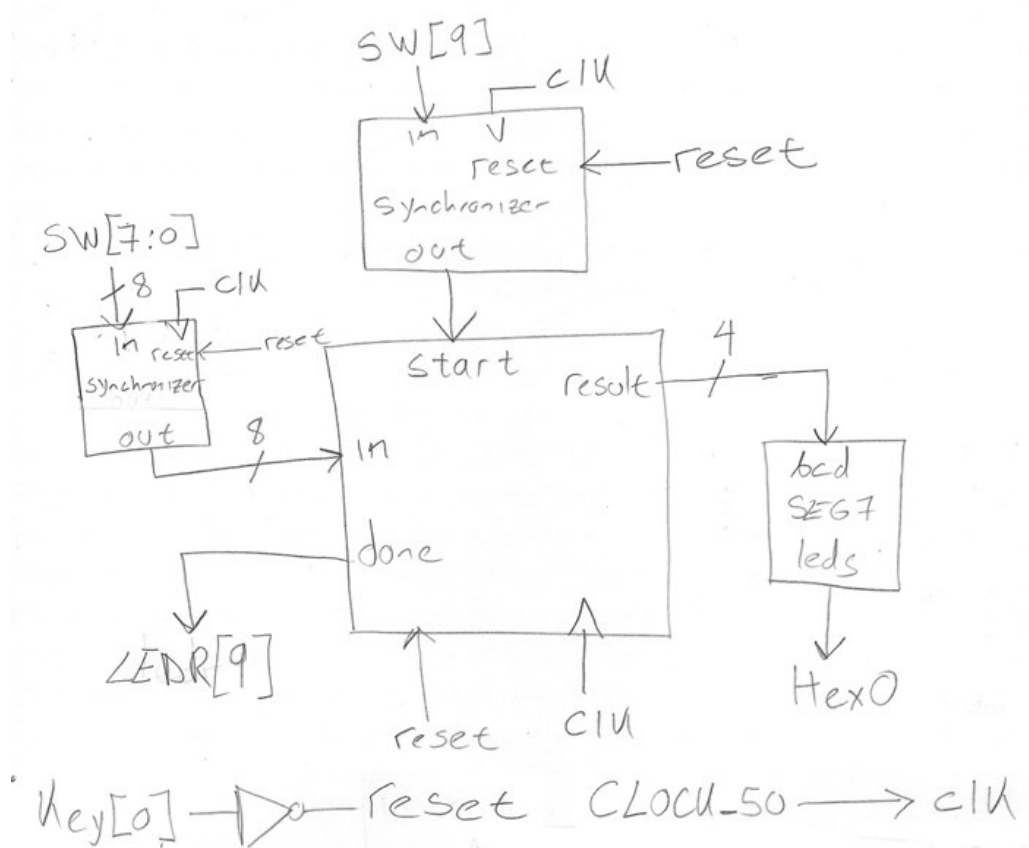 SW[9]
clk
in
reset
reset
synchronizer
out
SW[7:0]
8
clk
in
reset
reset
synchronizer
out
8
start
result
4
in
done
bcd
SEG7
leds
LEDR[9]
reset
clk
Hex0
Key[0]
reset
CLOCK_50
clk